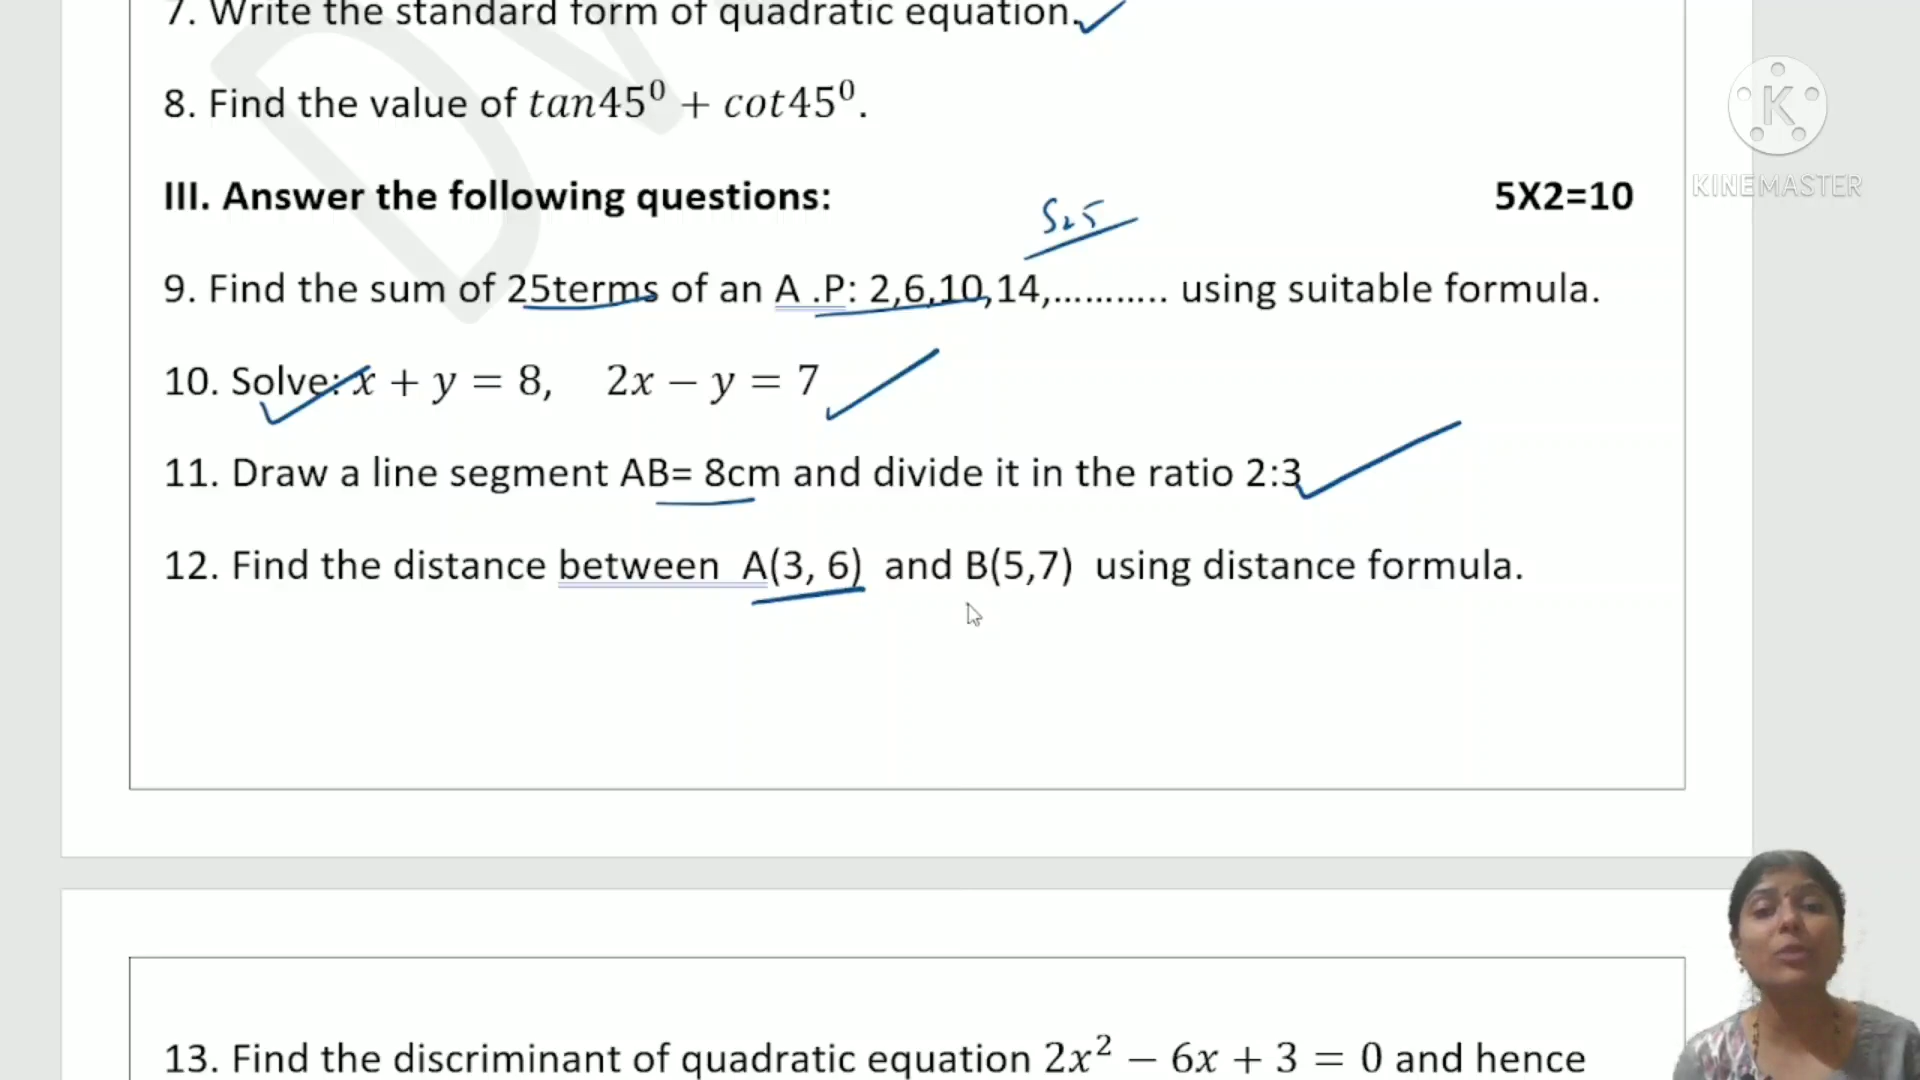 7. Write the standard form of quadratic equation.
8. Find the value of tan45⁰ + cot45⁰.
III. Answer the following questions: 5X2=10
S25
9. Find the sum of 25terms of an A .P: 2,6,10,14,........... using suitable formula.
10. Solve: x + y = 8, 2x − y = 7
11. Draw a line segment AB= 8cm and divide it in the ratio 2:3
12. Find the distance between A(3, 6) and B(5,7) using distance formula.
13. Find the discriminant of quadratic equation 2x² − 6x + 3 = 0 and hence
K
KINEMASTER